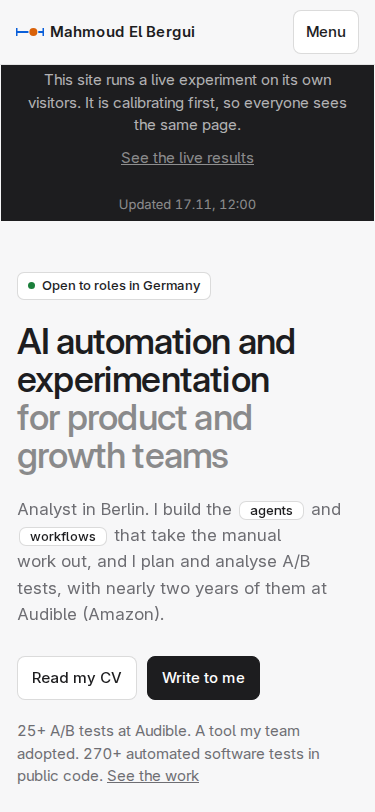 Mahmoud El Bergui
Menu
This site runs a live experiment on its own
visitors. It is calibrating first, so everyone sees
the same page.
See the live results
Updated 17.11, 12:00
Open to roles in Germany
AI automation and
experimentation
for product and
growth teams
Analyst in Berlin. I build the agents and
workflows that take the manual
work out, and I plan and analyse A/B
tests, with nearly two years of them at
Audible (Amazon).
Read my CV
Write to me
25+ A/B tests at Audible. A tool my team
adopted. 270+ automated software tests in
public code. See the work